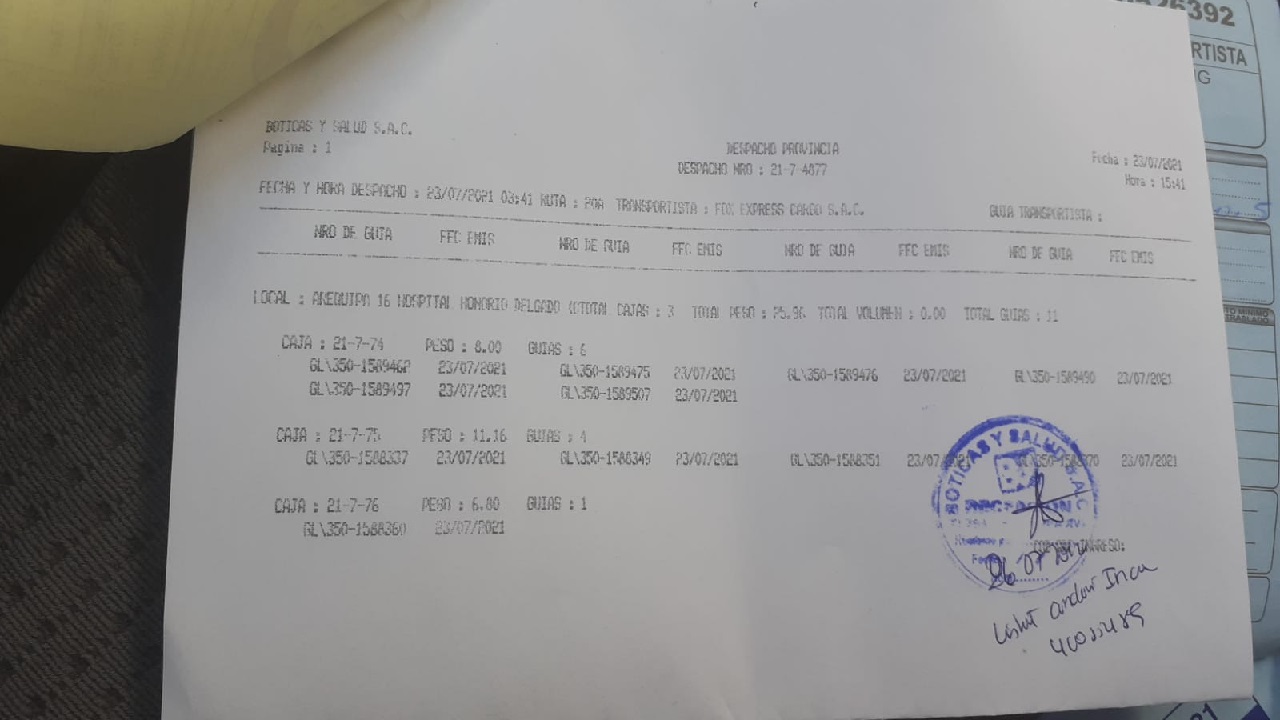 26392
RTISTA
BOTICAS Y SALUD S.A.C.
Pagina : 1
DESPACHO PROVINCIA
DESPACHO NRO : 21-7-4877
Fecha : 23/07/2021
Hora : 15:41
FECHA Y HORA DESPACHO : 23/07/2021 03:41 RUTA : 20A TRANSPORTISTA : FOX EXPRESS CARGO S.A.C. GUIA TRANSPORTISTA :
NRO DE GUIA FEC EMIS NRO DE GUIA FEC EMIS NRO DE GUIA FEC EMIS NRO DE GUIA FEC EMIS
LOCAL : AREQUIPA 16 HOSPITAL HONORIO DELGADO TOTAL CAJAS : 3 TOTAL PESO : 25.96 TOTAL VOLUMEN : 0.00 TOTAL GUIAS : 11
CAJA : 21-7-74 PESO : 8.00 GUIAS : 6
GL\350-1589462 23/07/2021 GL\350-1589475 23/07/2021 GL\350-1589476 23/07/2021 GL\350-1589490 23/07/2021
GL\350-1589497 23/07/2021 GL\350-1589507 23/07/2021
CAJA : 21-7-75 PESO : 11.16 GUIAS : 4
GL\350-1588337 23/07/2021 GL\350-1588349 23/07/2021 GL\350-1588351 23/07/2021 23/07/2021
CAJA : 21-7-76 PESO : 6.80 GUIAS : 1
GL\350-1588360 23/07/2021
BOTICAS Y SALUD S.A.C